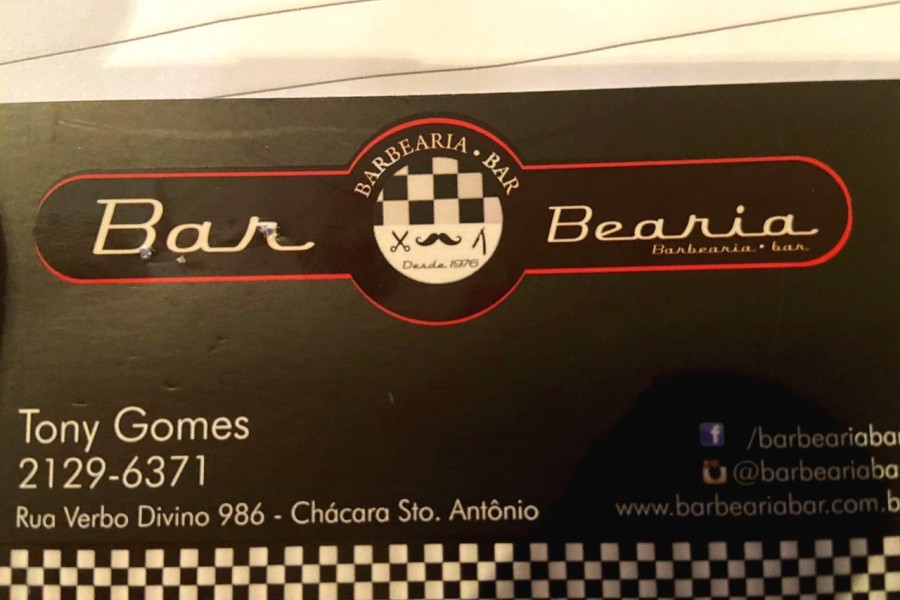 BARBEARIA • BAR
Bar
Bearia
Barbearia • bar
Desde 1976
Tony Gomes
2129-6371
Rua Verbo Divino 986 - Chácara Sto. Antônio
/barbeariabar
@barbeariaba
www.barbeariabar.com.b